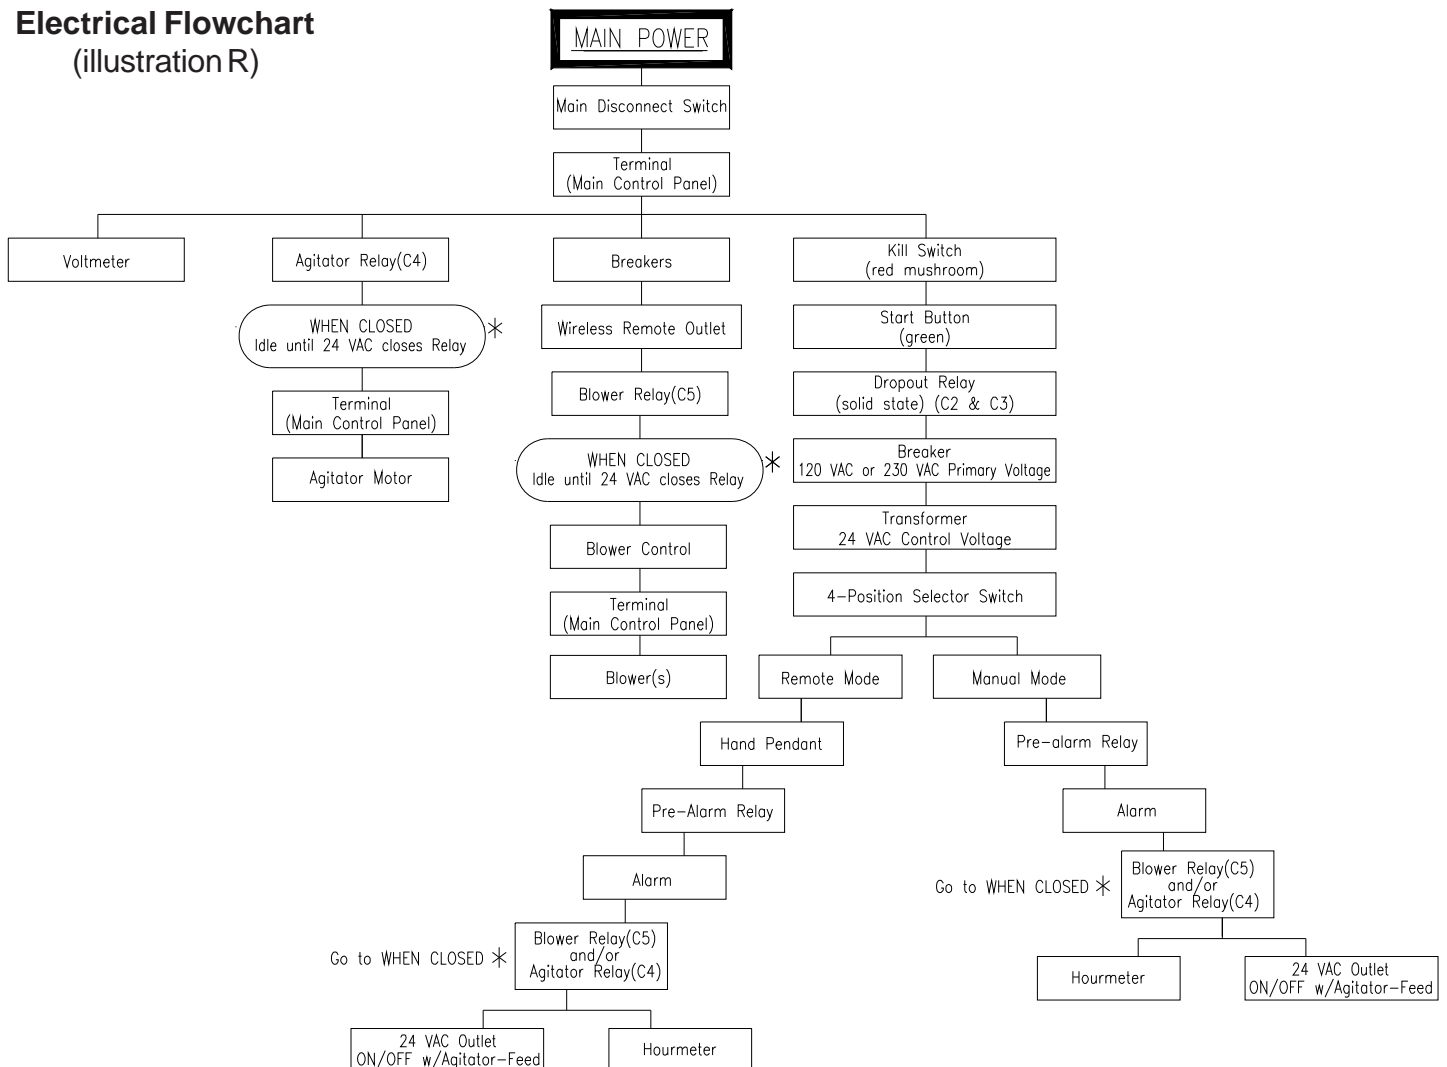 Electrical Flowchart
(illustration R)
MAIN POWER
Main Disconnect Switch
Terminal
(Main Control Panel)
Voltmeter
Agitator Relay(C4)
Breakers
Kill Switch
(red mushroom)
WHEN CLOSED
Idle until 24 VAC closes Relay
*
Wireless Remote Outlet
Start Button
(green)
Terminal
(Main Control Panel)
Blower Relay(C5)
Dropout Relay
(solid state) (C2 & C3)
Agitator Motor
WHEN CLOSED
Idle until 24 VAC closes Relay
*
Breaker
120 VAC or 230 VAC Primary Voltage
Blower Control
Transformer
24 VAC Control Voltage
Terminal
(Main Control Panel)
4-Position Selector Switch
Blower(s)
Remote Mode
Manual Mode
Hand Pendant
Pre-alarm Relay
Pre-Alarm Relay
Alarm
Alarm
Go to WHEN CLOSED *
Blower Relay(C5)
and/or
Agitator Relay(C4)
Go to WHEN CLOSED *
Blower Relay(C5)
and/or
Agitator Relay(C4)
Hourmeter
24 VAC Outlet
ON/OFF w/Agitator-Feed
24 VAC Outlet
ON/OFF w/Agitator-Feed
Hourmeter